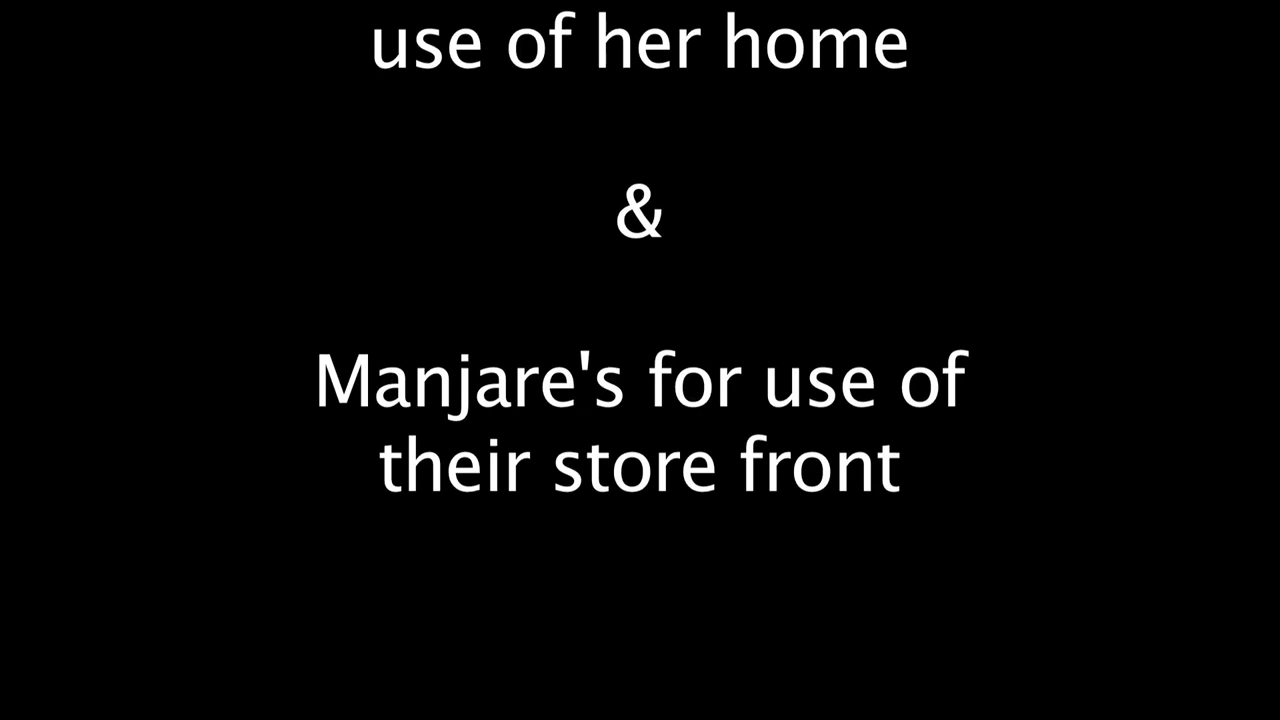 use of her home
&
Manjare's for use of
their store front